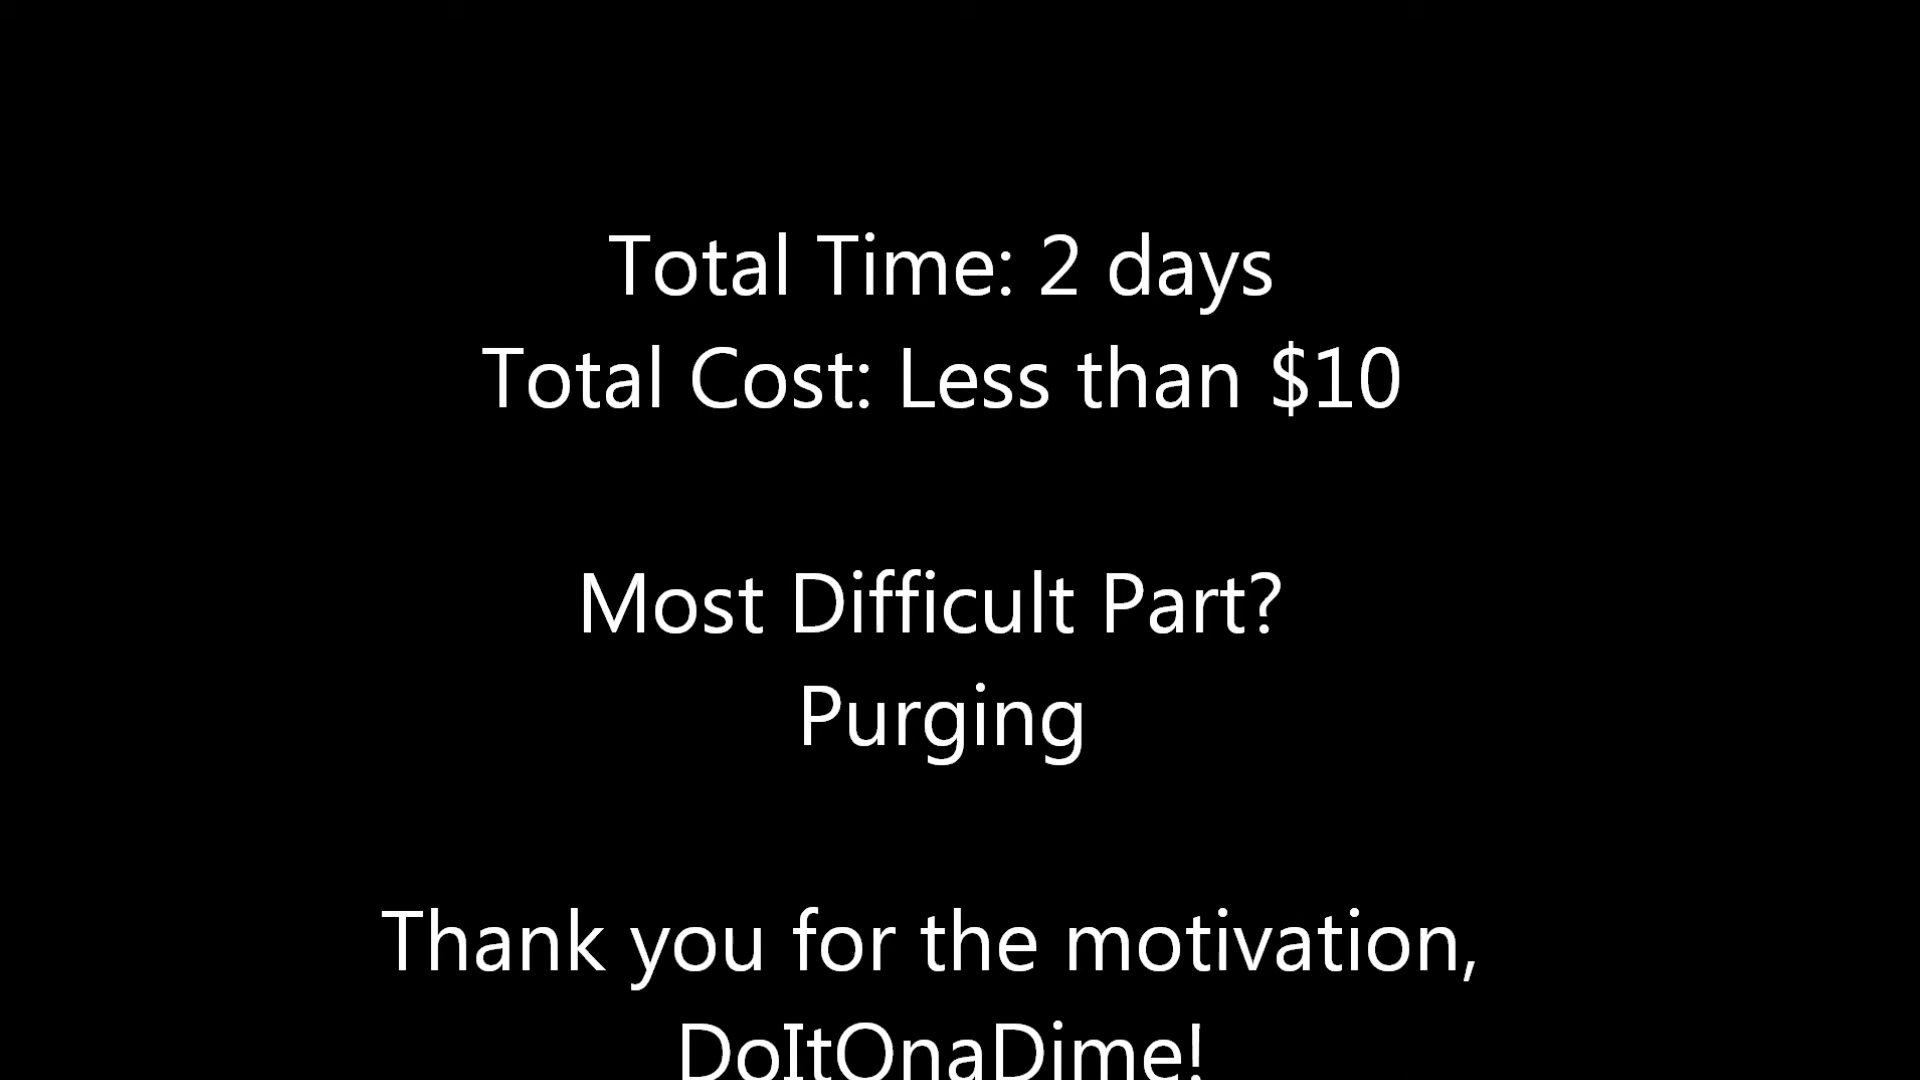 Total Time: 2 days
Total Cost: Less than $10
Most Difficult Part?
Purging
Thank you for the motivation,
DoItOnaDime!